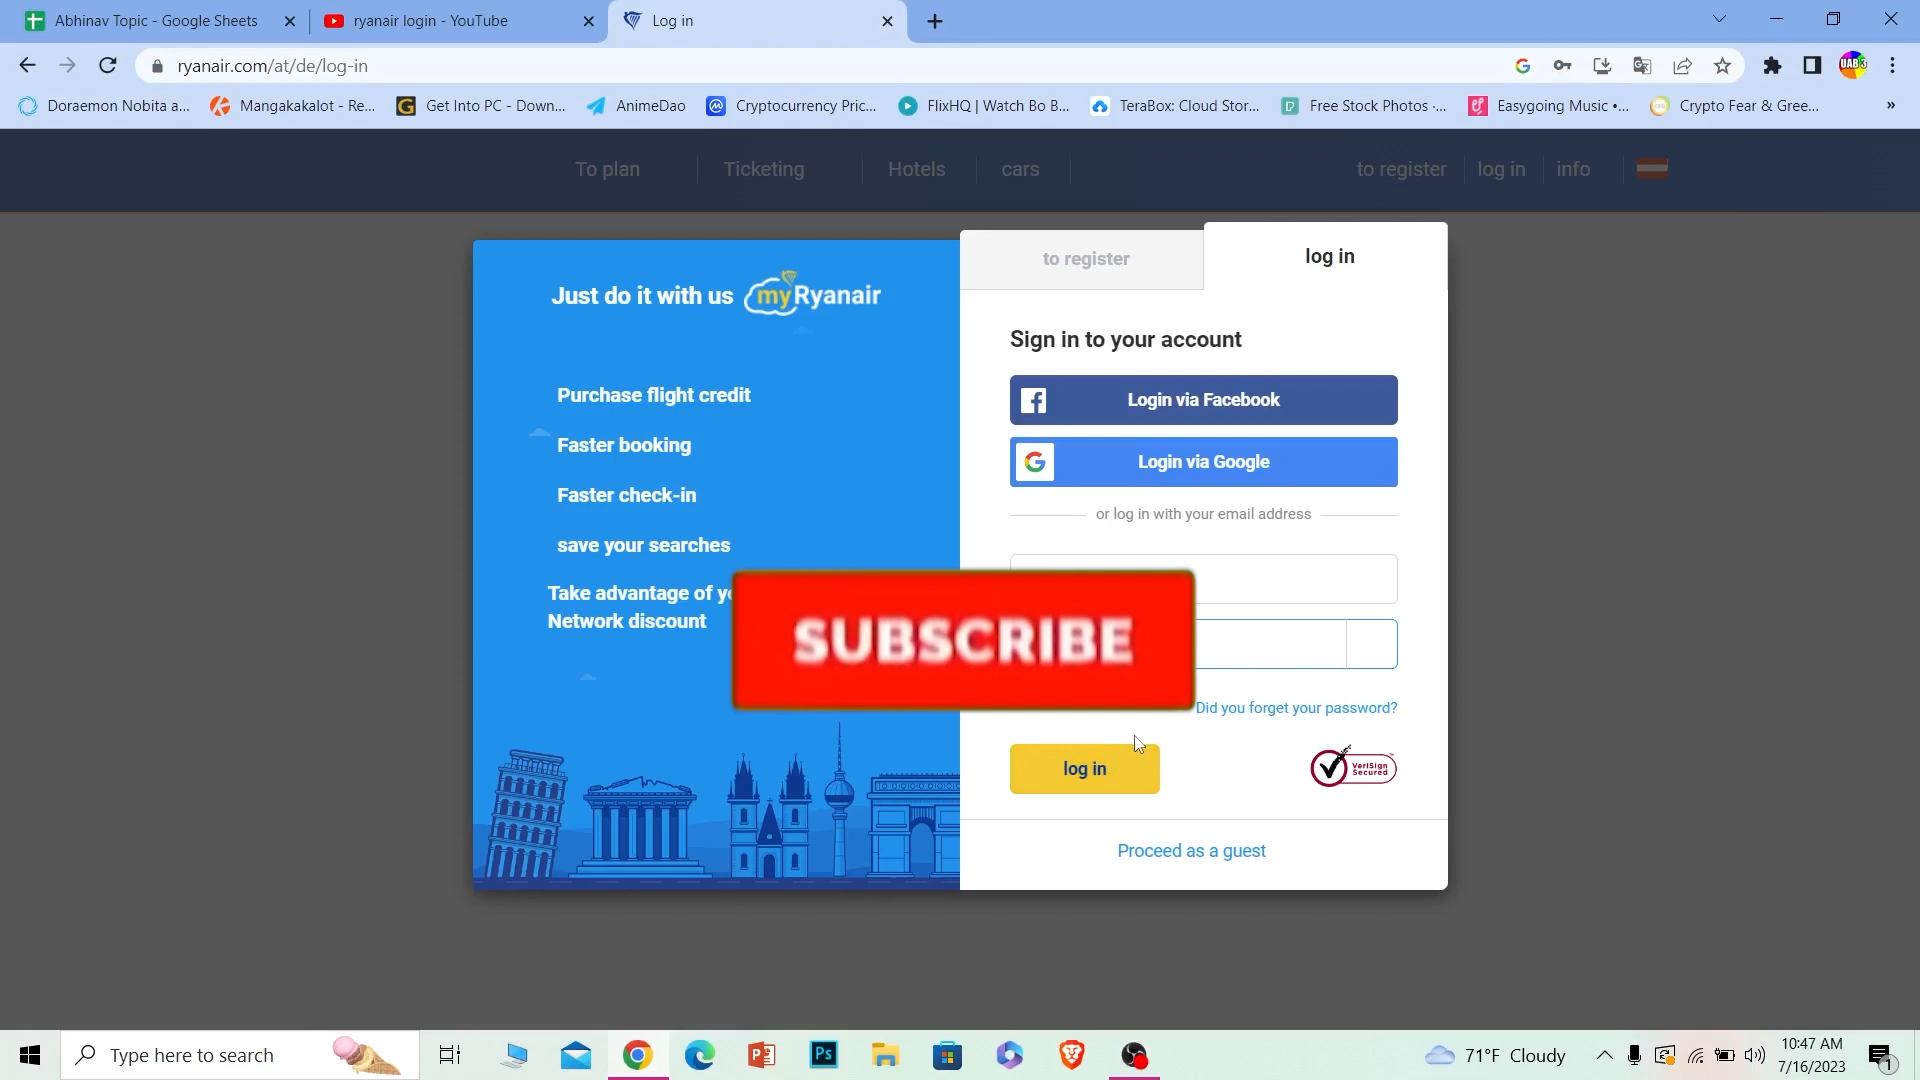 Abhinav Topic - Google Sheets
ryanair login - YouTube
Log in
ryanair.com/at/de/log-in
UAB 3
Doraemon Nobita a...
Mangakakalot - Re...
Get Into PC - Down...
AnimeDao
Cryptocurrency Pric...
FlixHQ | Watch Bo B...
TeraBox: Cloud Stor...
Free Stock Photos ·...
Easygoing Music •...
Crypto Fear & Gree...
»
To plan
Ticketing
Hotels
cars
to register
log in
info
Just do it with us myRyanair
Purchase flight credit
Faster booking
Faster check-in
save your searches
Take advantage of yo
Network discount
to register
log in
Sign in to your account
Login via Facebook
Login via Google
or log in with your email address
SUBSCRIBE
Did you forget your password?
log in
VeriSign
Secured
Proceed as a guest
Type here to search
71°F Cloudy
10:47 AM
7/16/2023
1